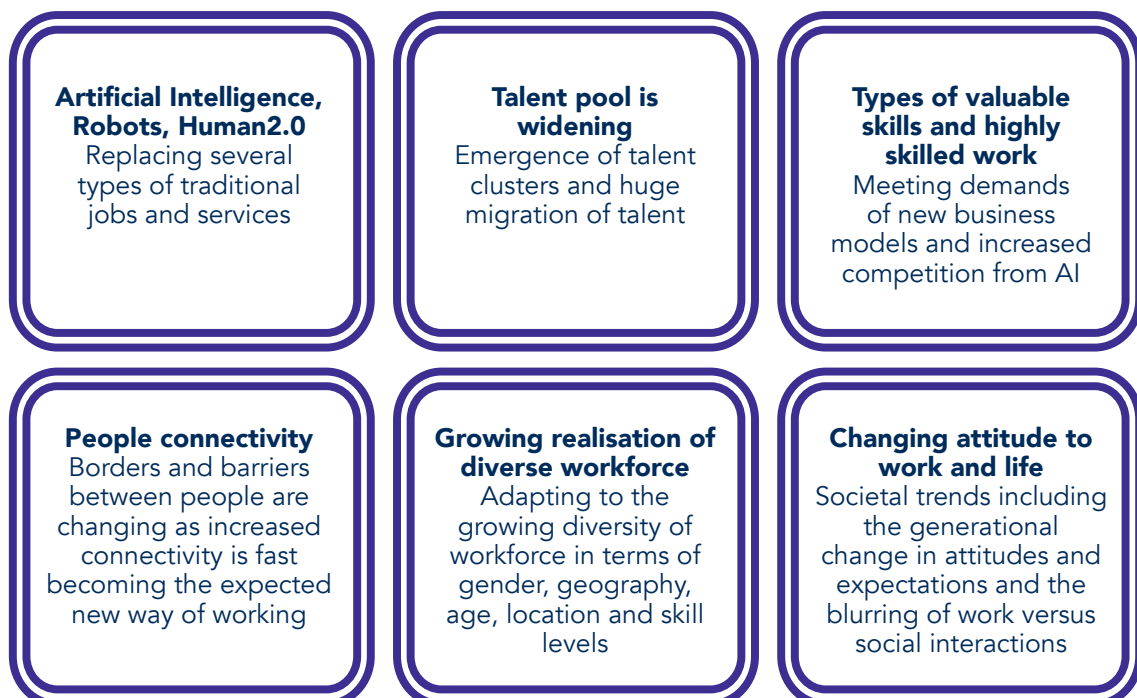 Artificial Intelligence,
Robots, Human2.0
Replacing several
types of traditional
jobs and services
Talent pool is
widening
Emergence of talent
clusters and huge
migration of talent
Types of valuable
skills and highly
skilled work
Meeting demands
of new business
models and increased
competition from AI
People connectivity
Borders and barriers
between people are
changing as increased
connectivity is fast
becoming the expected
new way of working
Growing realisation of
diverse workforce
Adapting to the
growing diversity of
workforce in terms of
gender, geography,
age, location and skill
levels
Changing attitude to
work and life
Societal trends including
the generational
change in attitudes and
expectations and the
blurring of work versus
social interactions